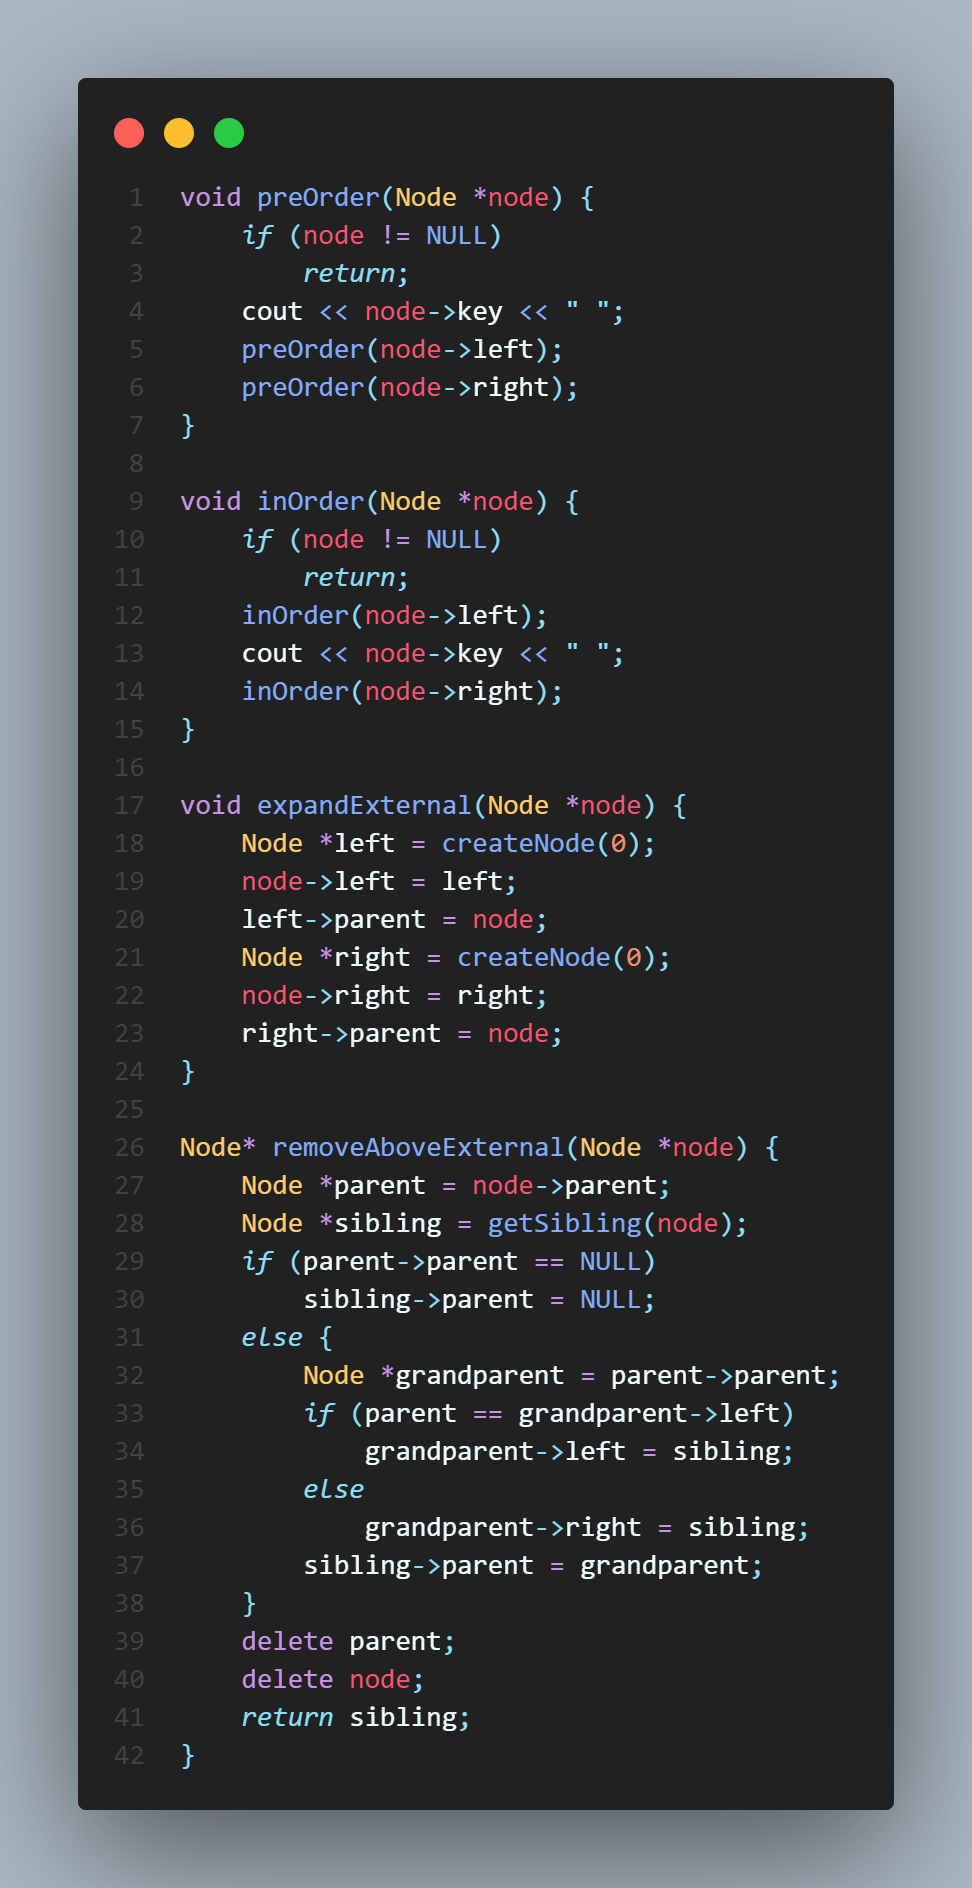 1 void preOrder(Node *node) {
2     if (node != NULL)
3         return;
4     cout << node->key << " ";
5     preOrder(node->left);
6     preOrder(node->right);
7 }
8
9 void inOrder(Node *node) {
10     if (node != NULL)
11         return;
12     inOrder(node->left);
13     cout << node->key << " ";
14     inOrder(node->right);
15 }
16
17 void expandExternal(Node *node) {
18     Node *left = createNode(0);
19     node->left = left;
20     left->parent = node;
21     Node *right = createNode(0);
22     node->right = right;
23     right->parent = node;
24 }
25
26 Node* removeAboveExternal(Node *node) {
27     Node *parent = node->parent;
28     Node *sibling = getSibling(node);
29     if (parent->parent == NULL)
30         sibling->parent = NULL;
31     else {
32         Node *grandparent = parent->parent;
33         if (parent == grandparent->left)
34             grandparent->left = sibling;
35         else
36             grandparent->right = sibling;
37         sibling->parent = grandparent;
38     }
39     delete parent;
40     delete node;
41     return sibling;
42 }